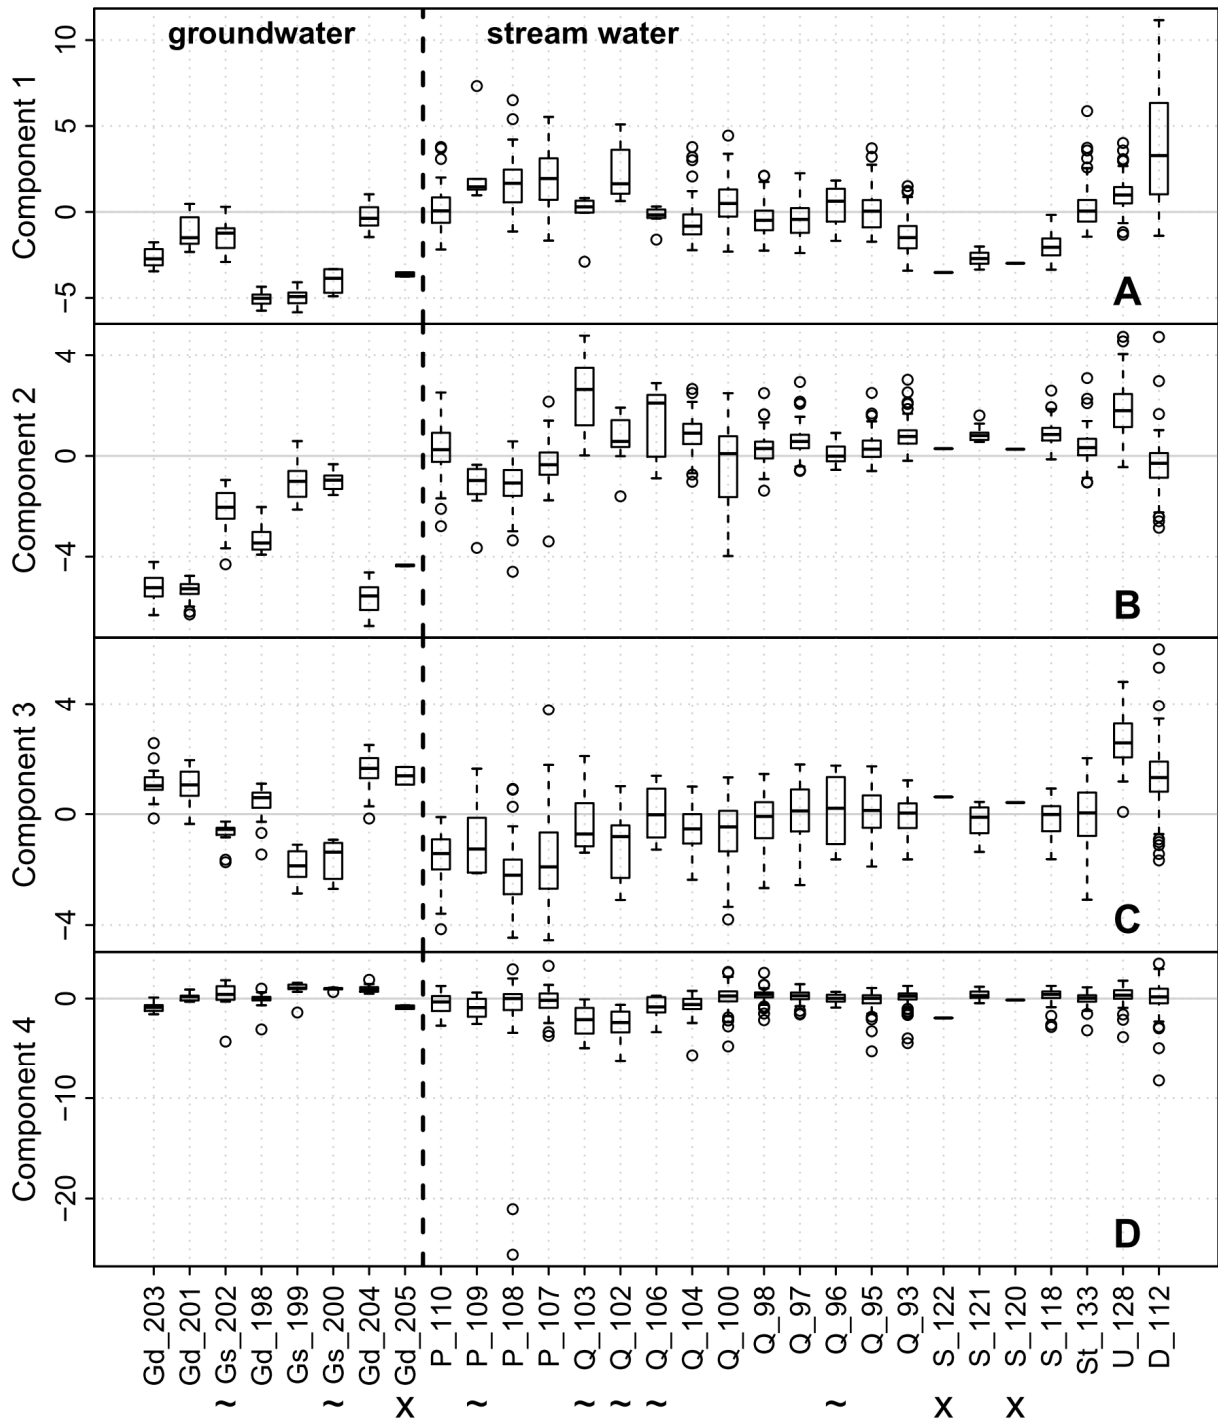 groundwater
stream water
Component 1
10
5
0
−5
A
Component 2
4
0
−4
B
Component 3
4
0
−4
C
Component 4
0
−10
−20
D
Gd_203
Gd_201
Gs_202
Gd_198
Gs_199
Gs_200
Gd_204
Gd_205
P_110
P_109
P_108
P_107
Q_103
Q_102
Q_106
Q_104
Q_100
Q_98
Q_97
Q_96
Q_95
Q_93
S_122
S_121
S_120
S_118
St_133
U_128
D_112
~ ~ x ~ ~ ~ ~ ~ x x